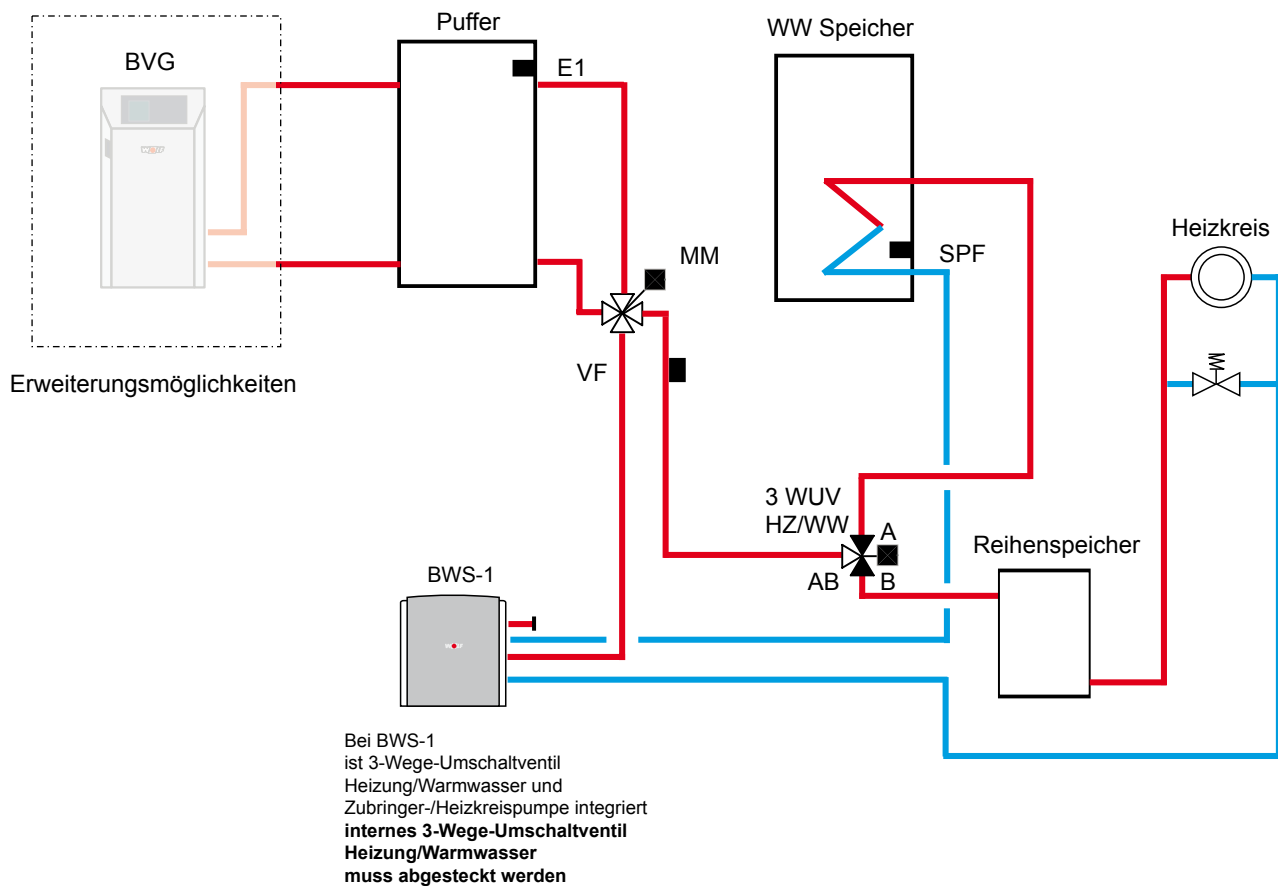 Puffer
WW Speicher
BVG
E1
Wolf
MM
SPF
Heizkreis
VF
Erweiterungsmöglichkeiten
3 WUV
HZ/WW
A
AB
B
Reihenspeicher
BWS-1
Bei BWS-1
ist 3-Wege-Umschaltventil
Heizung/Warmwasser und
Zubringer-/Heizkreispumpe integriert
internes 3-Wege-Umschaltventil
Heizung/Warmwasser
muss abgesteckt werden